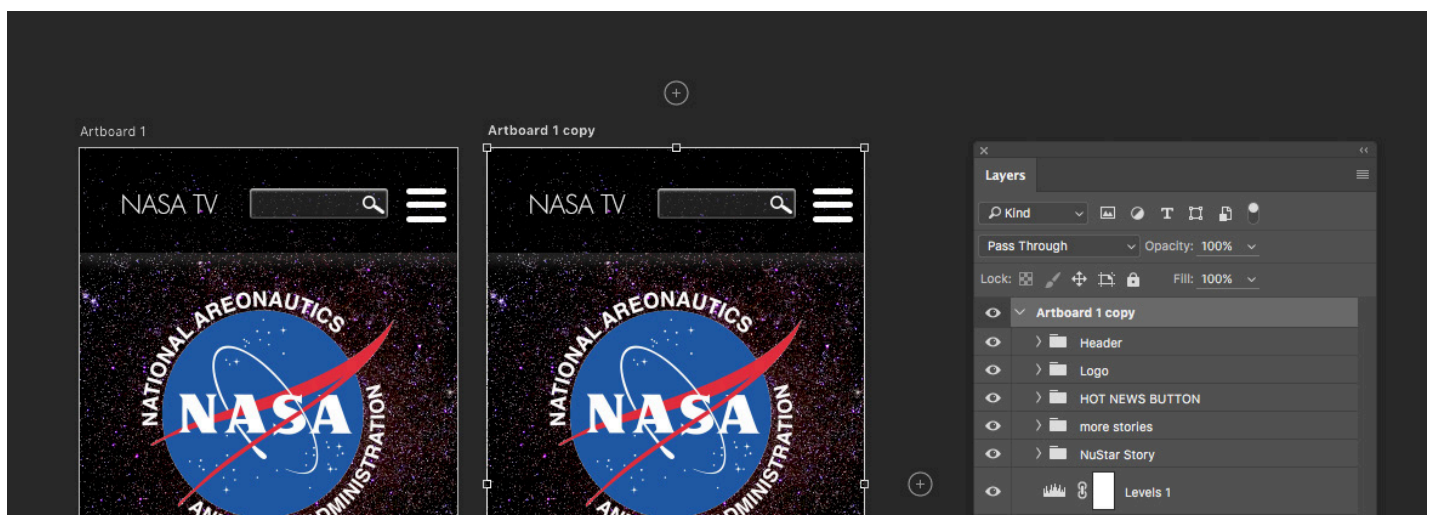 Artboard 1
Artboard 1 copy
NASA TV
NASA TV
NATIONAL AREONAUTICS
ADMINISTRATION
NASA
NATIONAL AREONAUTICS
ADMINISTRATION
NASA
Layers
Kind
Pass Through
Opacity: 100%
Lock:
Fill: 100%
Artboard 1 copy
Header
Logo
HOT NEWS BUTTON
more stories
NuStar Story
Levels 1